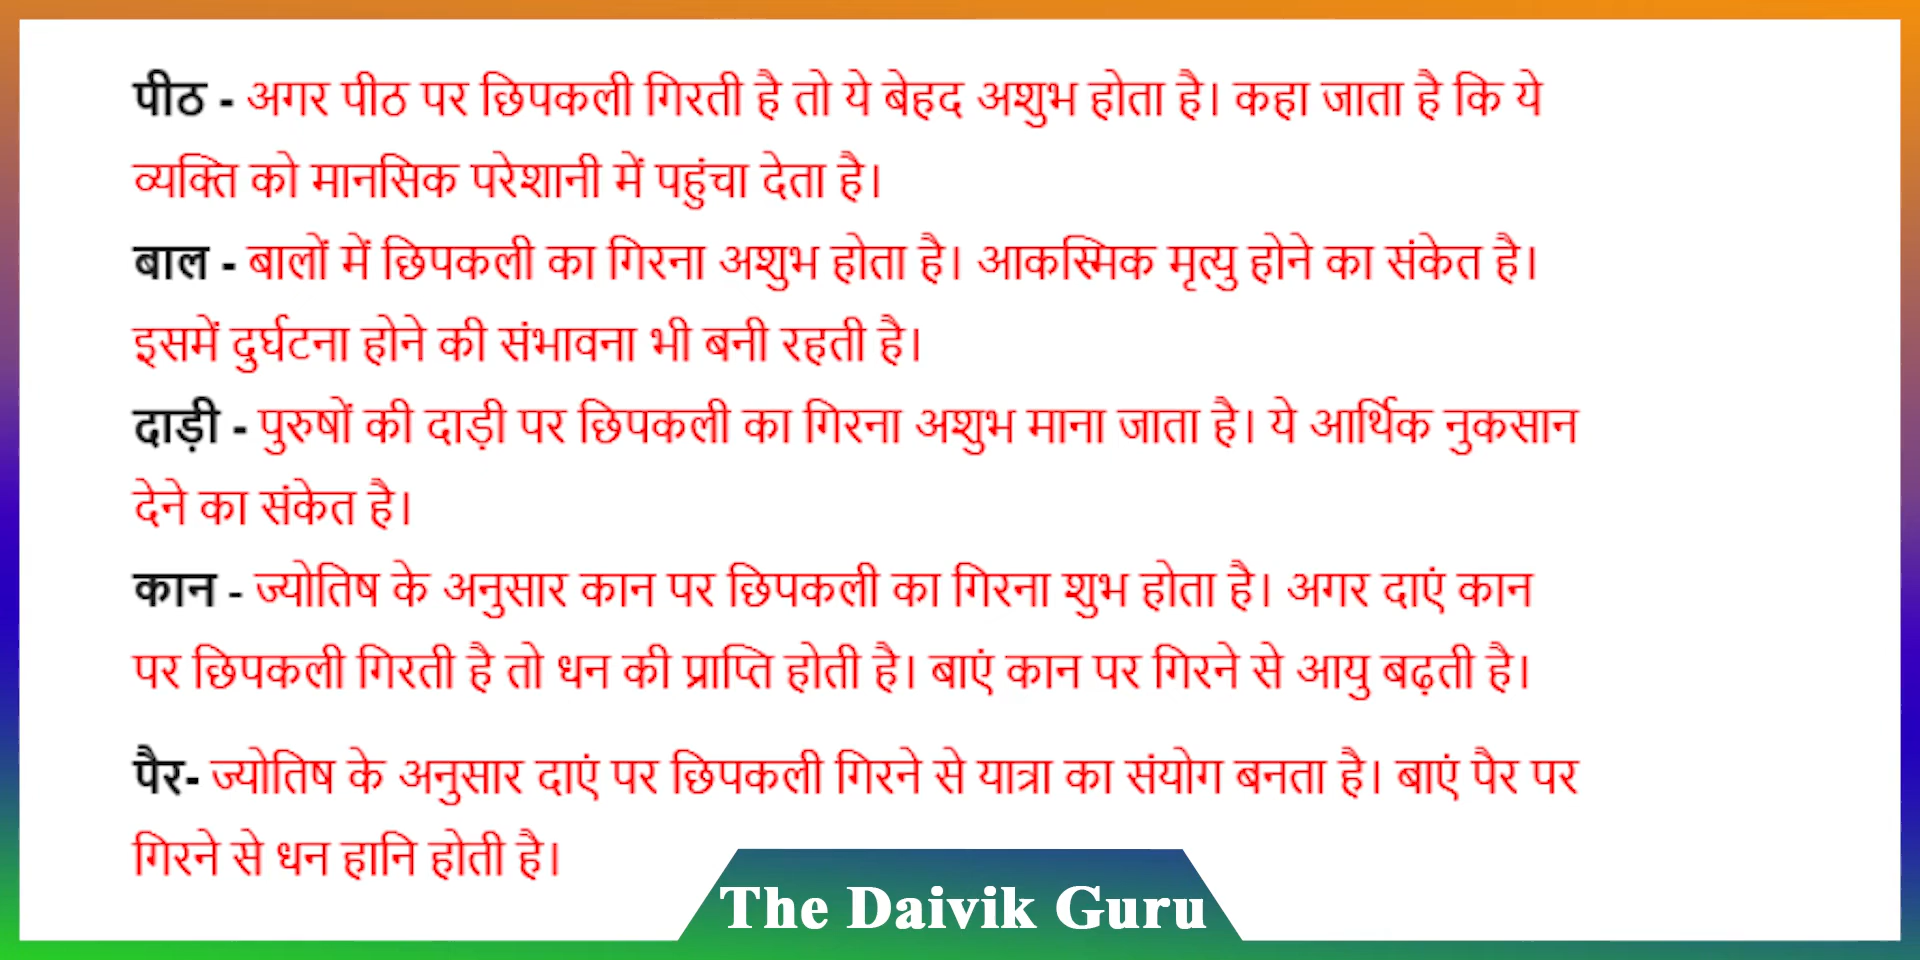 पीठ - अगर पीठ पर छिपकली गिरती है तो ये बेहद अशुभ होता है। कहा जाता है कि ये
व्यक्ति को मानसिक परेशानी में पहुंचा देता है।
बाल - बालों में छिपकली का गिरना अशुभ होता है। आकस्मिक मृत्यु होने का संकेत है।
इसमें दुर्घटना होने की संभावना भी बनी रहती है।
दाड़ी - पुरुषों की दाड़ी पर छिपकली का गिरना अशुभ माना जाता है। ये आर्थिक नुकसान
देने का संकेत है।
कान - ज्योतिष के अनुसार कान पर छिपकली का गिरना शुभ होता है। अगर दाएं कान
पर छिपकली गिरती है तो धन की प्राप्ति होती है। बाएं कान पर गिरने से आयु बढ़ती है।
पैर- ज्योतिष के अनुसार दाएं पर छिपकली गिरने से यात्रा का संयोग बनता है। बाएं पैर पर
गिरने से धन हानि होती है।
The Daivik Guru